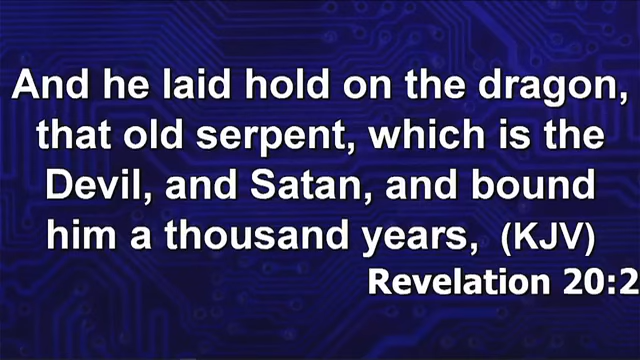 And he laid hold on the dragon,
that old serpent, which is the
Devil, and Satan, and bound
him a thousand years, (KJV)
Revelation 20:2